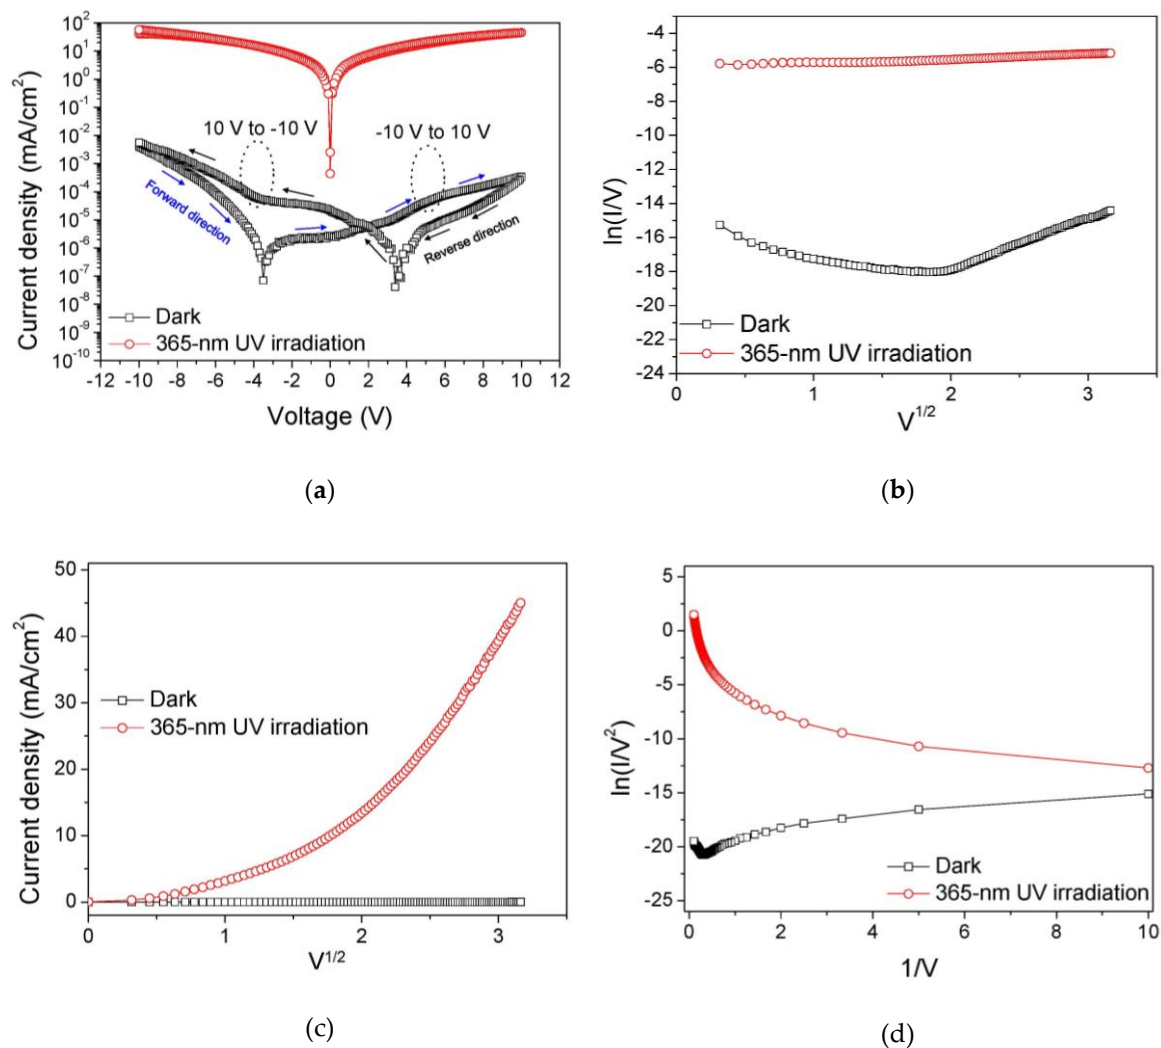 Current density (mA/cm²)
10²
10¹
10⁰
10⁻¹
10⁻²
10⁻³
10⁻⁴
10⁻⁵
10⁻⁶
10⁻⁷
10⁻⁸
10⁻⁹
10⁻¹⁰
10 V to -10 V
-10 V to 10 V
Forward direction
Reverse direction
Dark
365-nm UV irradiation
-12 -10 -8 -6 -4 -2 0 2 4 6 8 10 12
Voltage (V)
(a)
ln(I/V)
-4
-6
-8
-10
-12
-14
-16
-18
-20
-22
-24
Dark
365-nm UV irradiation
0 1 2 3
V^{1/2}
(b)
Current density (mA/cm²)
50
40
30
20
10
0
Dark
365-nm UV irradiation
0 1 2 3
V^{1/2}
(c)
ln(I/V²)
5
0
-5
-10
-15
-20
-25
Dark
365-nm UV irradiation
0 2 4 6 8 10
1/V
(d)